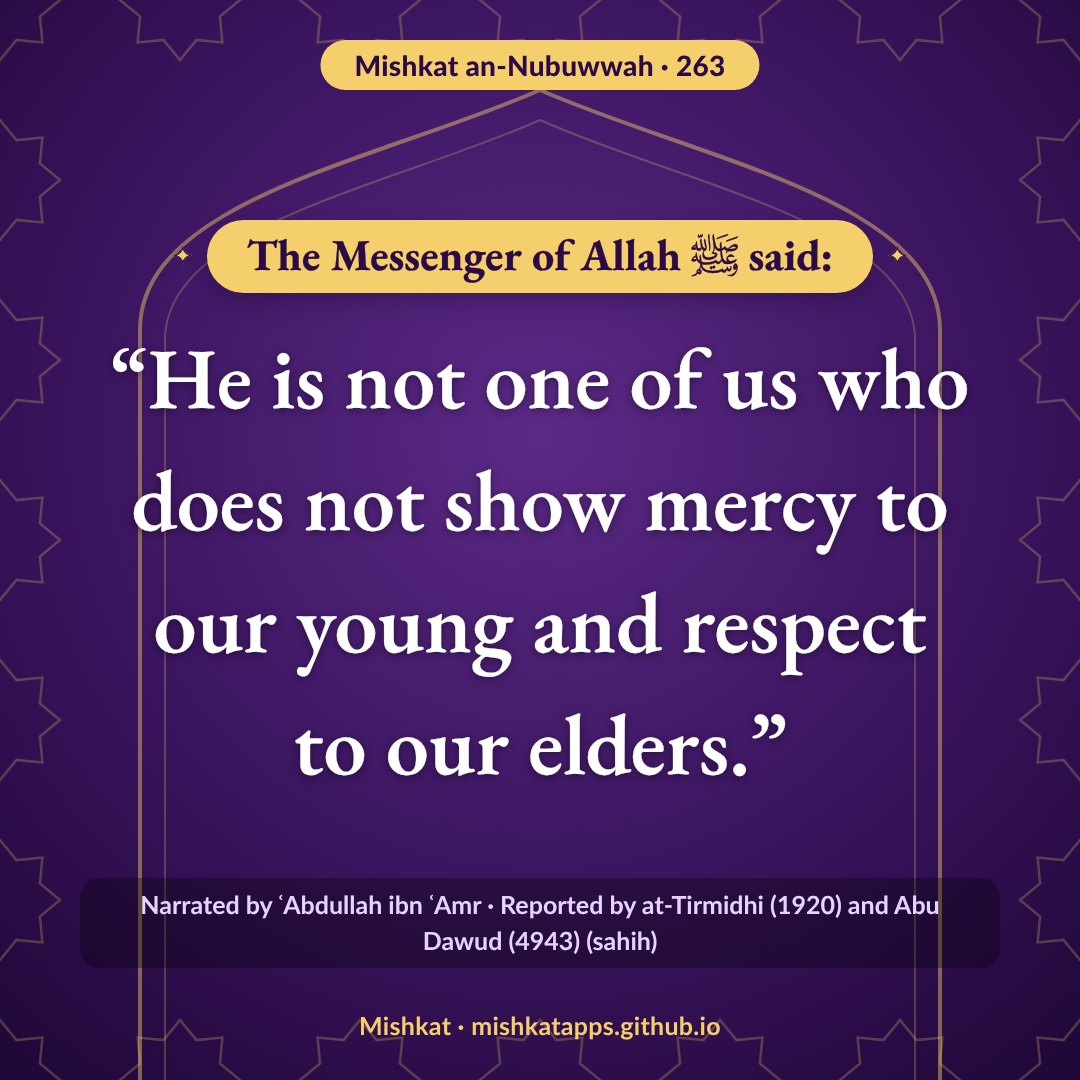 Mishkat an-Nubuwwah · 263
The Messenger of Allah ﷺ said:
“He is not one of us who
does not show mercy to
our young and respect
to our elders.”
Narrated by ʿAbdullah ibn ʿAmr · Reported by at-Tirmidhi (1920) and Abu
Dawud (4943) (sahih)
Mishkat · mishkatapps.github.io